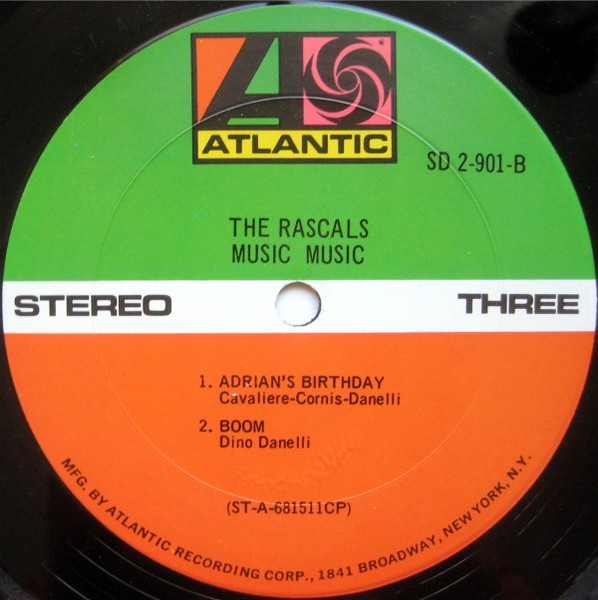 ATLANTIC
SD 2-901-B
THE RASCALS
MUSIC MUSIC
STEREO
THREE
1. ADRIAN'S BIRTHDAY
Cavaliere-Cornis-Danelli
2. BOOM
Dino Danelli
(ST-A-681511CP)
MFG. BY ATLANTIC RECORDING CORP., 1841 BROADWAY, NEW YORK, N.Y.